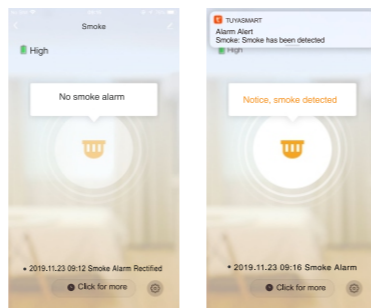 Smoke
High
No smoke alarm
• 2019.11.23 09:12 Smoke Alarm Rectified
Click for more
TUYASMART
Alarm Alert
Smoke: Smoke has been detected
High
Notice, smoke detected
• 2019.11.23 09:16 Smoke Alarm
Click for more